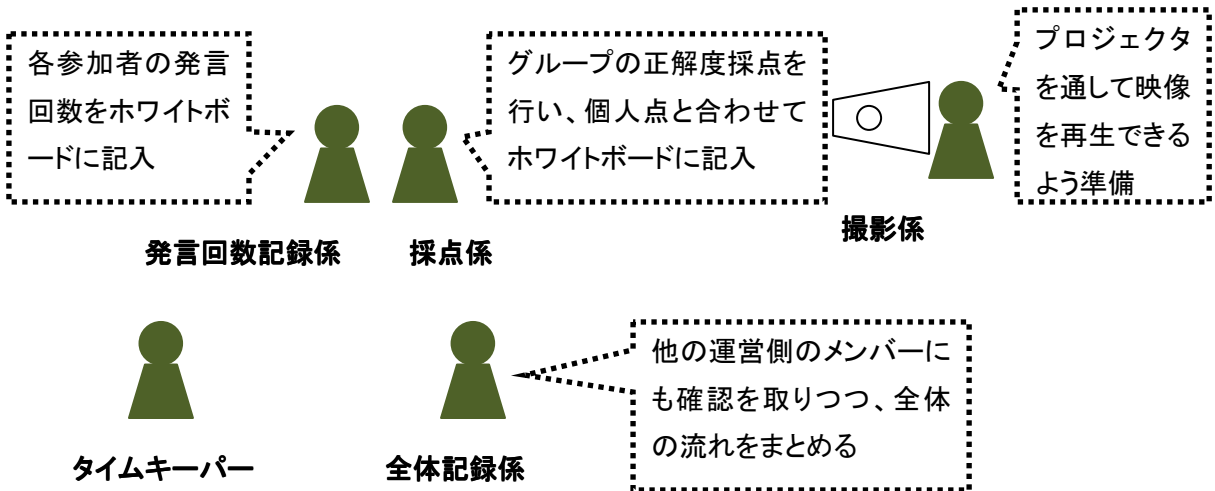 各参加者の発言
回数をホワイトボ
ードに記入
グループの正解度採点を
行い、個人点と合わせて
ホワイトボードに記入
プロジェクタ
を通して映像
を再生できる
よう準備
発言回数記録係
採点係
撮影係
他の運営側のメンバーに
も確認を取りつつ、全体
の流れをまとめる
タイムキーパー
全体記録係